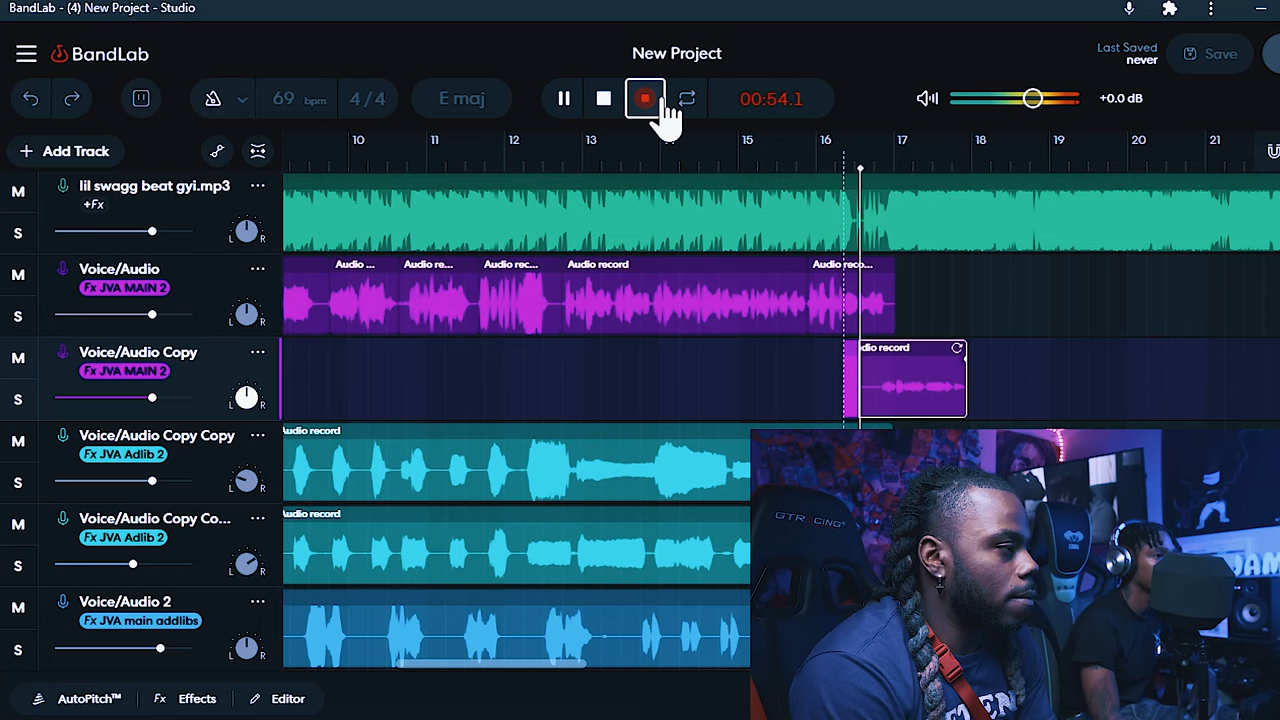 BandLab - (4) New Project - Studio
BandLab
New Project
Last Saved
never
Save
69 bpm
4/4
E maj
00:54.1
+0.0 dB
+ Add Track
10 11 12 13 15 16 17 18 19 20 21
M
S
lil swagg beat gyi.mp3
+Fx
L R
M
S
Voice/Audio
Fx JVA MAIN 2
L R
Audio ... Audio re... Audio rec... Audio record Audio reco...
M
S
Voice/Audio Copy
Fx JVA MAIN 2
L R
dio record
M
S
Voice/Audio Copy Copy
Fx JVA Adlib 2
L R
Audio record
M
S
Voice/Audio Copy Co...
Fx JVA Adlib 2
L R
Audio record
M
S
Voice/Audio 2
Fx JVA main addlibs
L R
GTRACING
JAM
AutoPitch™
Fx Effects
Editor